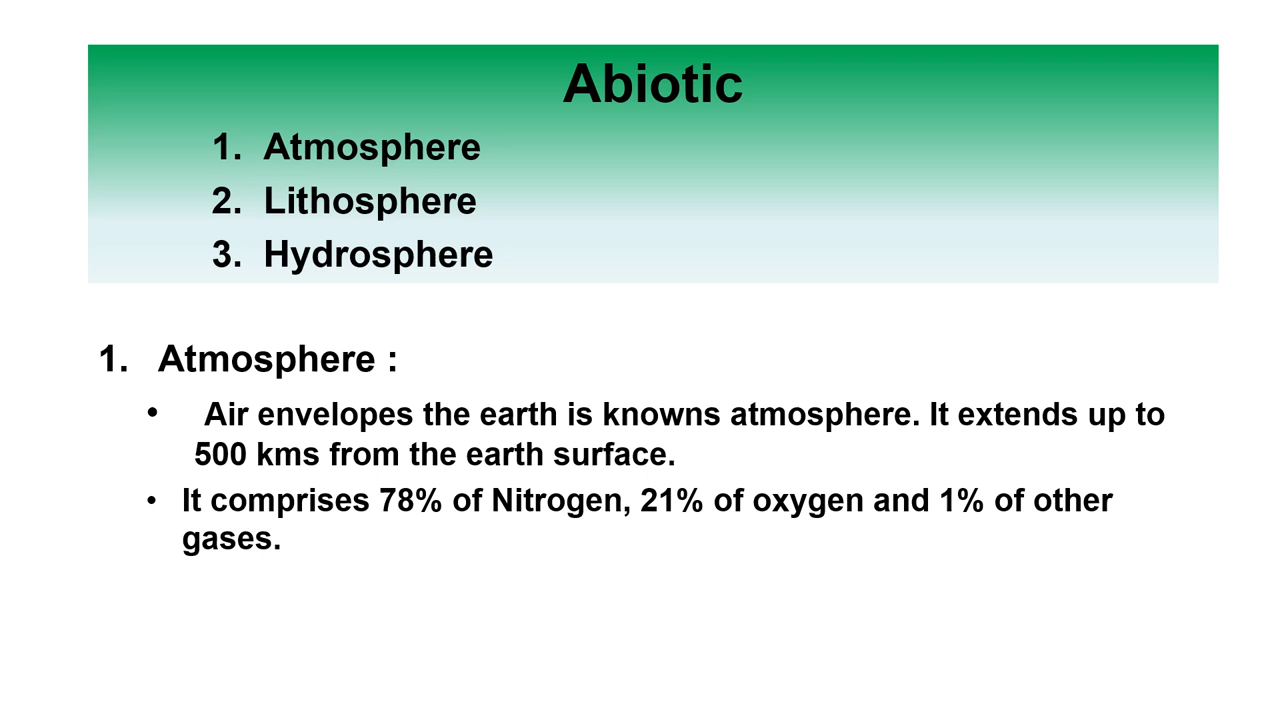 Abiotic
1. Atmosphere
2. Lithosphere
3. Hydrosphere
1. Atmosphere :
• Air envelopes the earth is knowns atmosphere. It extends up to
500 kms from the earth surface.
• It comprises 78% of Nitrogen, 21% of oxygen and 1% of other
gases.